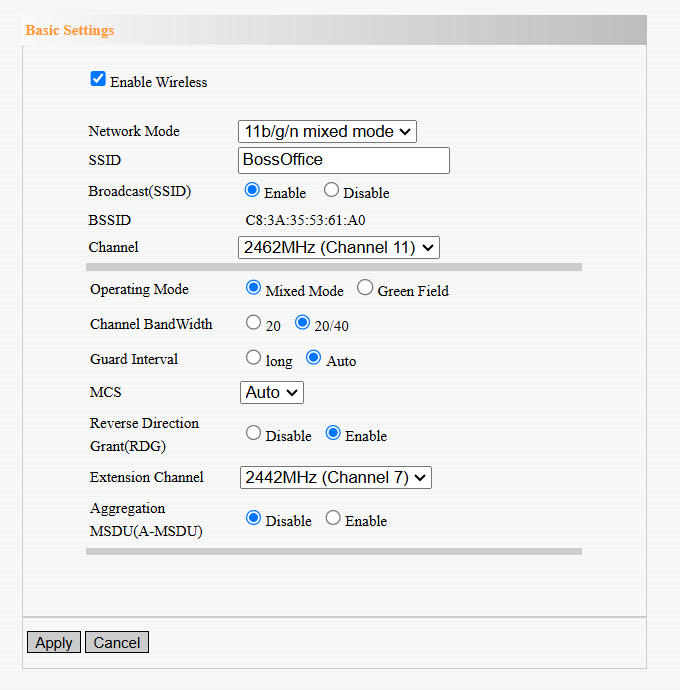 Basic Settings
Enable Wireless
Network Mode 11b/g/n mixed mode
SSID BossOffice
Broadcast(SSID) Enable Disable
BSSID C8:3A:35:53:61:A0
Channel 2462MHz (Channel 11)
Operating Mode Mixed Mode Green Field
Channel BandWidth 20 20/40
Guard Interval long Auto
MCS Auto
Reverse Direction
Grant(RDG) Disable Enable
Extension Channel 2442MHz (Channel 7)
Aggregation
MSDU(A-MSDU) Disable Enable
Apply Cancel